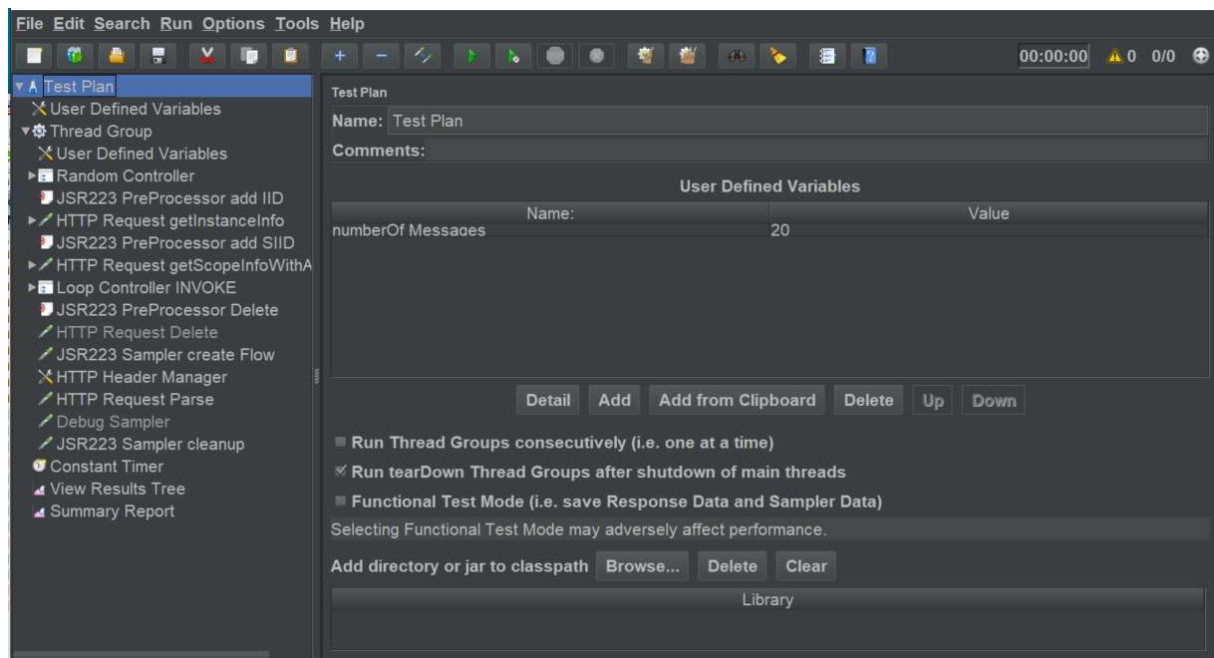 File Edit Search Run Options Tools Help
00:00:00 0 0/0
Test Plan
User Defined Variables
Thread Group
User Defined Variables
Random Controller
JSR223 PreProcessor add IID
HTTP Request getInstanceInfo
JSR223 PreProcessor add SIID
HTTP Request getScopeInfoWithA
Loop Controller INVOKE
JSR223 PreProcessor Delete
HTTP Request Delete
JSR223 Sampler create Flow
HTTP Header Manager
HTTP Request Parse
Debug Sampler
JSR223 Sampler cleanup
Constant Timer
View Results Tree
Summary Report
Test Plan
Name: Test Plan
Comments:
User Defined Variables
Name: Value
numberOf Messages 20
Detail Add Add from Clipboard Delete Up Down
Run Thread Groups consecutively (i.e. one at a time)
Run tearDown Thread Groups after shutdown of main threads
Functional Test Mode (i.e. save Response Data and Sampler Data)
Selecting Functional Test Mode may adversely affect performance.
Add directory or jar to classpath Browse... Delete Clear
Library